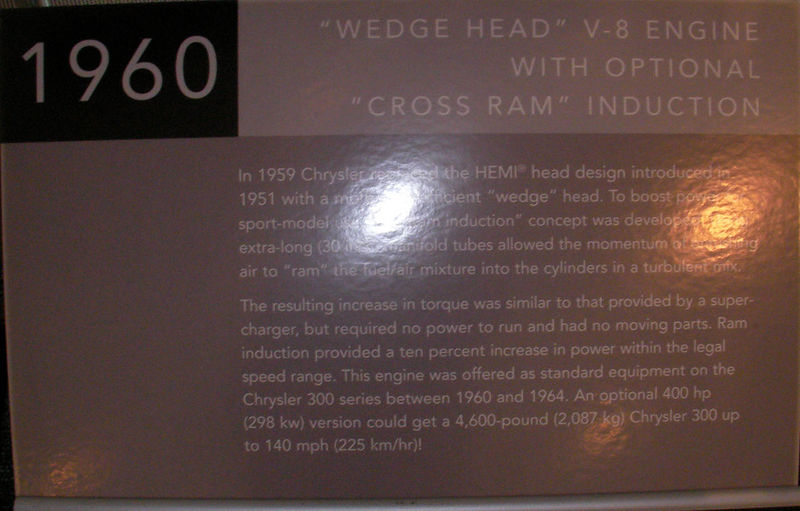 1960
"WEDGE HEAD" V-8 ENGINE
WITH OPTIONAL
"CROSS RAM" INDUCTION
In 1959 Chrysler replaced the HEMI® head design introduced in
1951 with a efficient "wedge" head. To boost power
sport-model induction" concept was developed
extra-long (30 manifold tubes allowed the momentum of
air to "ram" the fuel/air mixture into the cylinders in a turbulent mix.
The resulting increase in torque was similar to that provided by a super-
charger, but required no power to run and had no moving parts. Ram
induction provided a ten percent increase in power within the legal
speed range. This engine was offered as standard equipment on the
Chrysler 300 series between 1960 and 1964. An optional 400 hp
(298 kw) version could get a 4,600-pound (2,087 kg) Chrysler 300 up
to 140 mph (225 km/hr)!